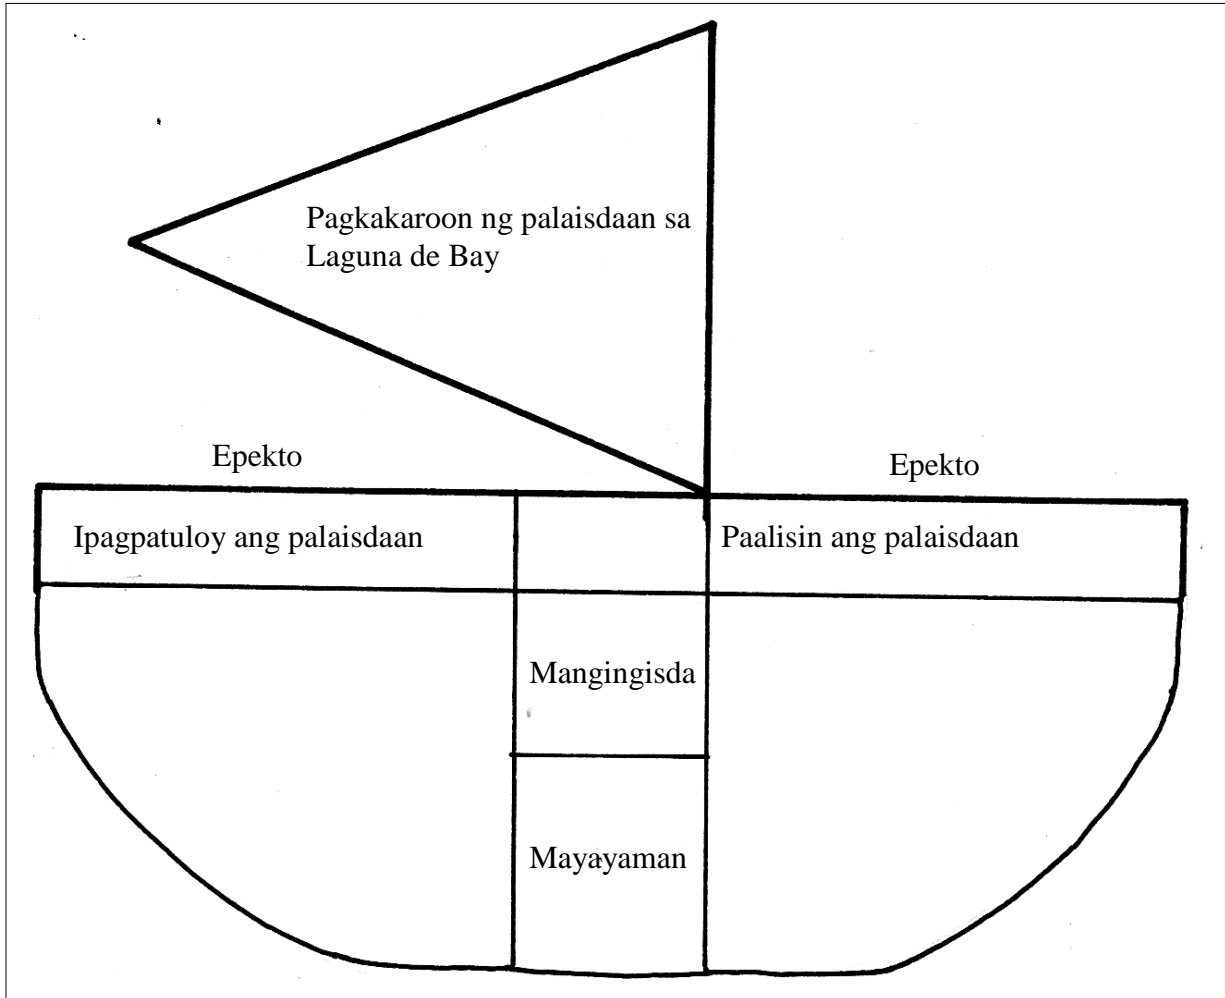 Pagkakaroon ng palaisdaan sa
Laguna de Bay
Epekto
Epekto
Ipagpatuloy ang palaisdaan
Paalisin ang palaisdaan
Mangingisda
Mayayaman